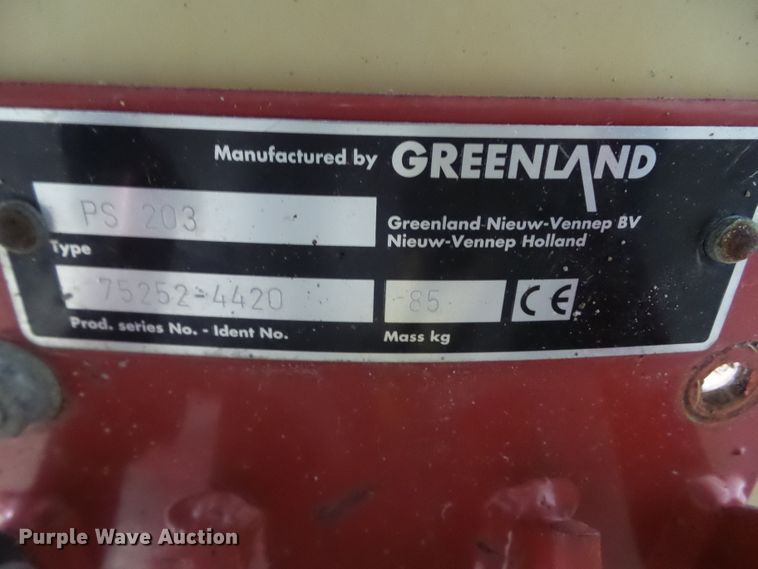 Manufactured by GREENLAND
PS 203
Type
Greenland Nieuw-Vennep BV
Nieuw-Vennep Holland
75252-4420
85
CE
Prod. series No. - Ident No.
Mass kg
Purple Wave Auction